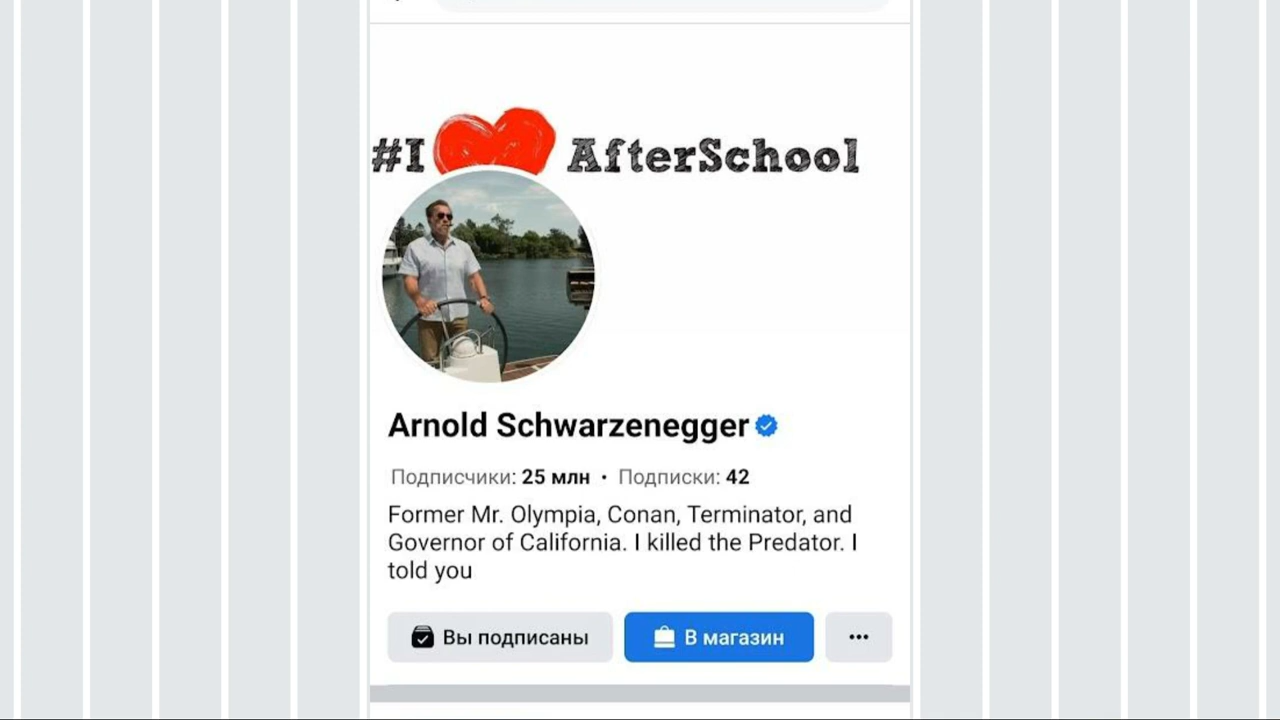 #I AfterSchool
Arnold Schwarzenegger
Подписчики: 25 млн • Подписки: 42
Former Mr. Olympia, Conan, Terminator, and
Governor of California. I killed the Predator. I
told you
Вы подписаны
В магазин